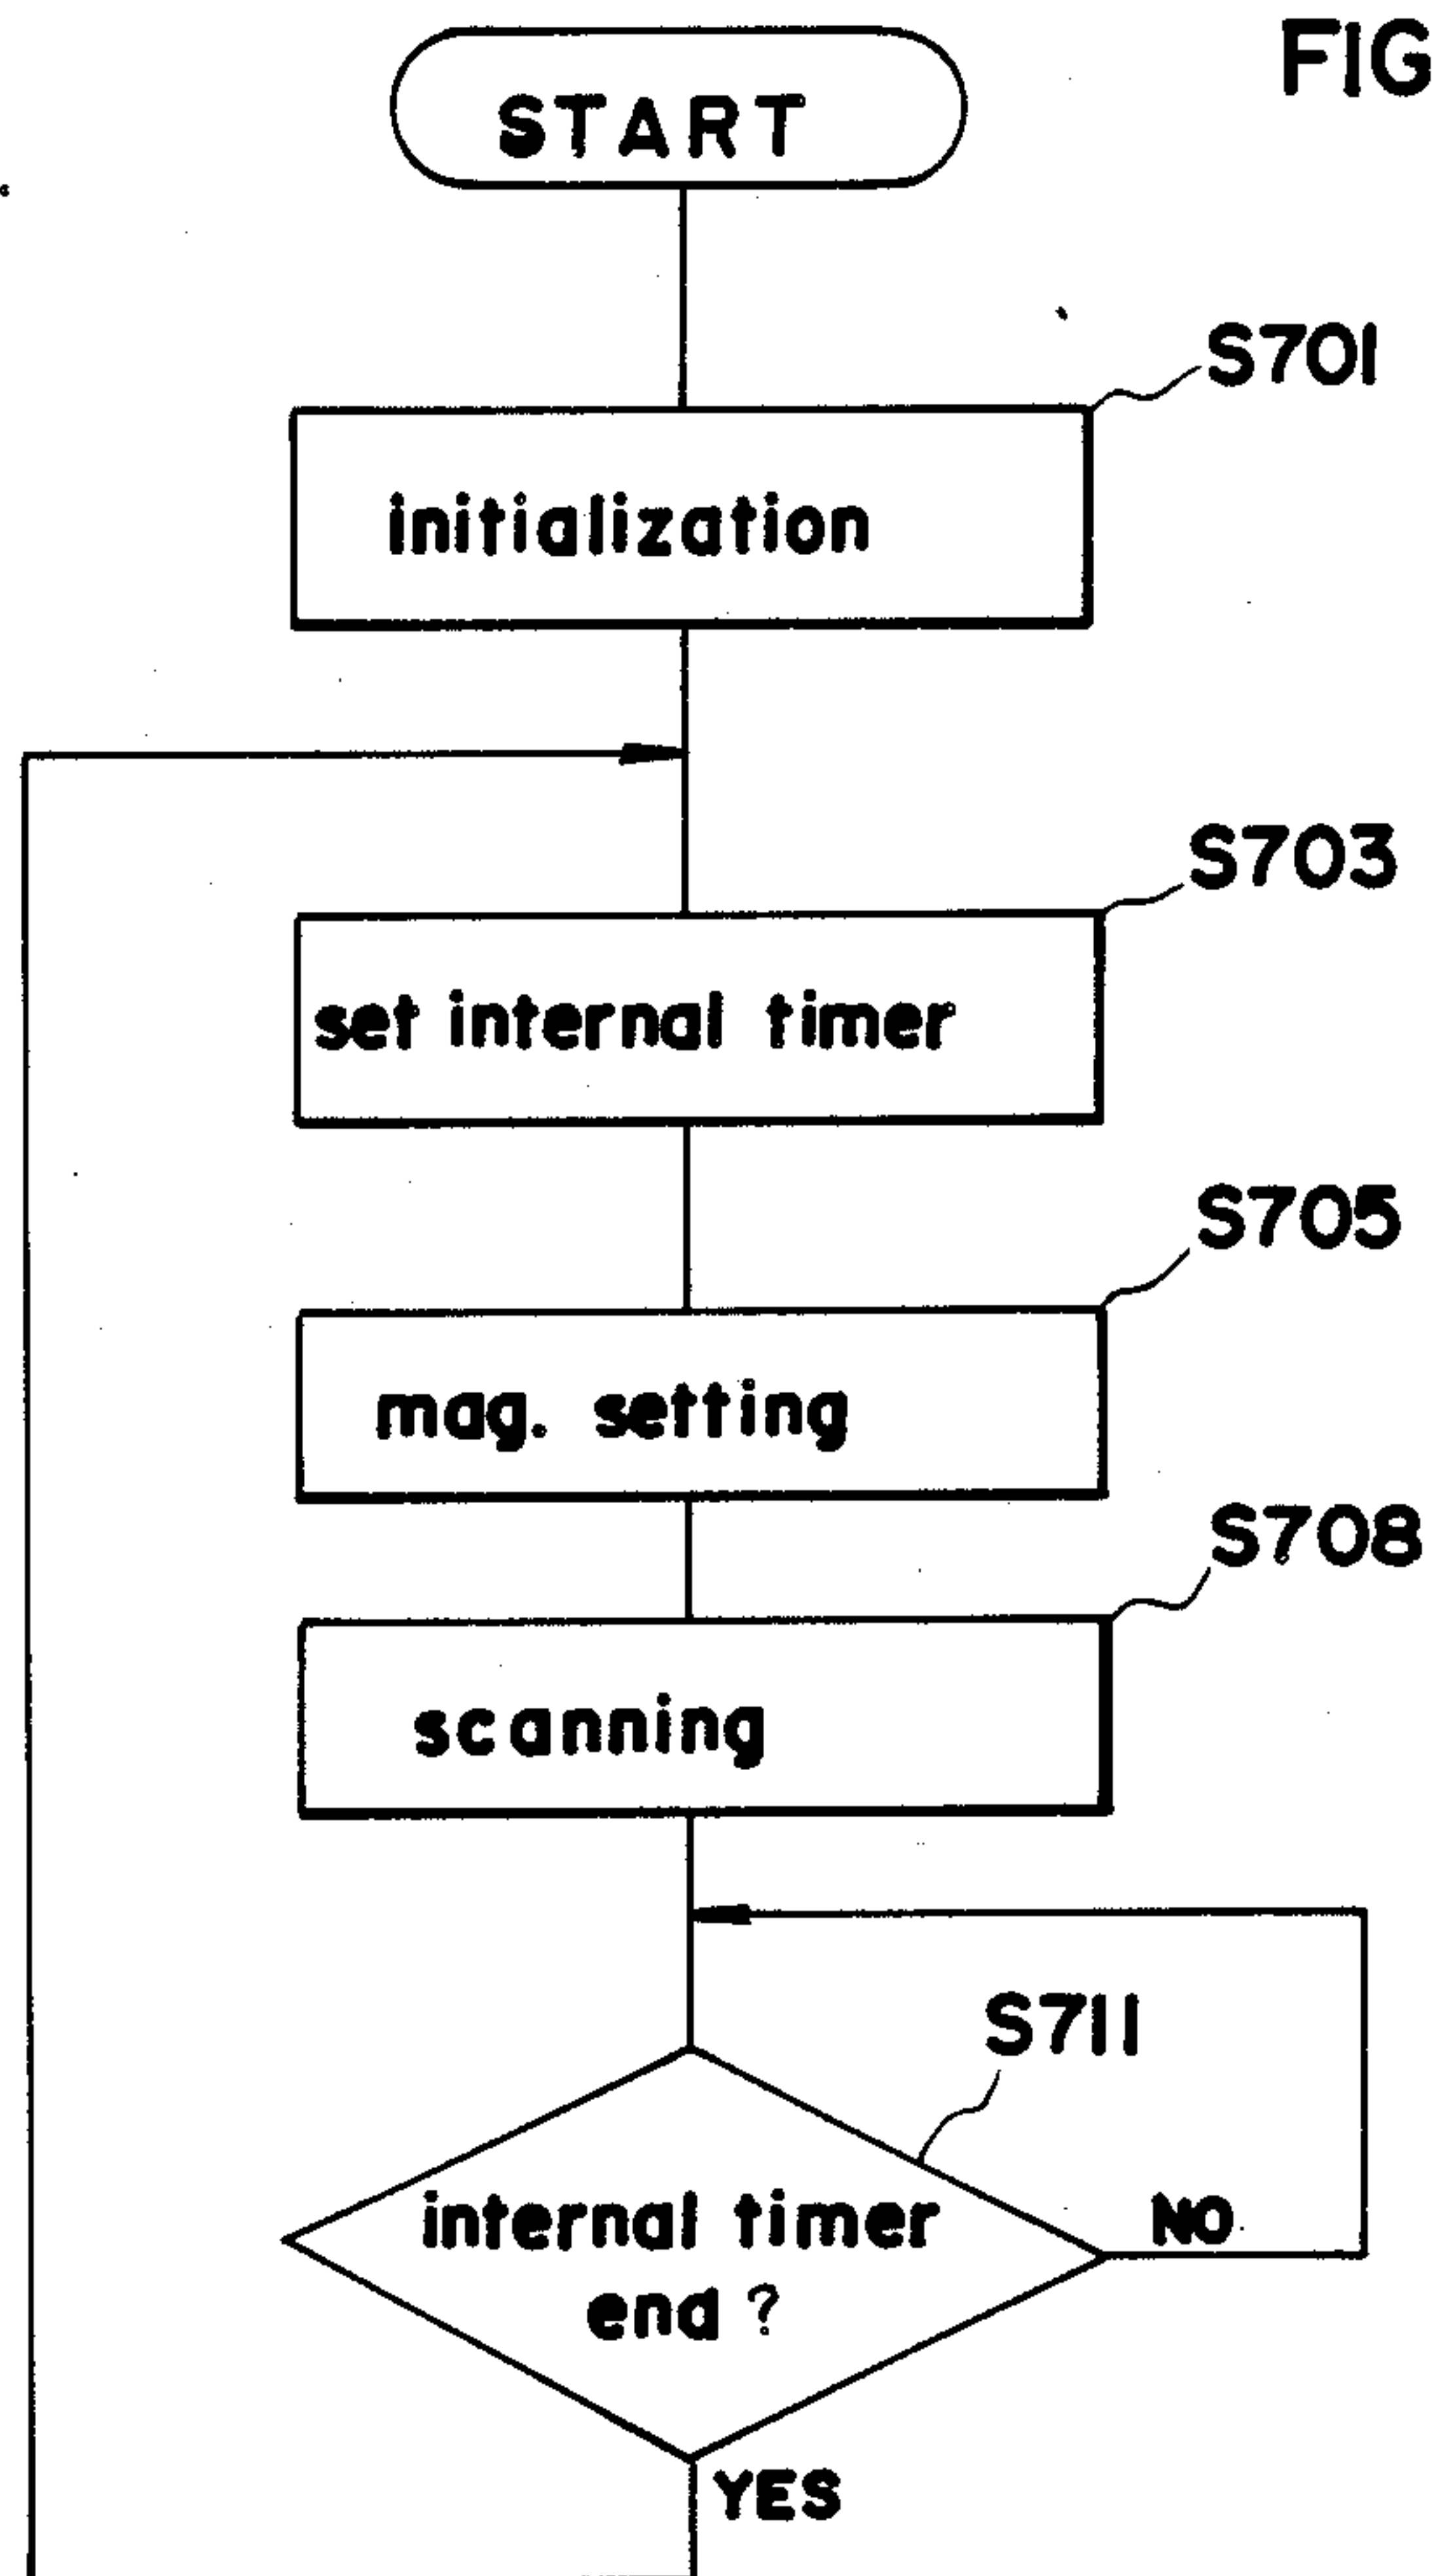 FIG
START
S701
initialization
S703
set internal timer
S705
mag. setting
S708
scanning
S711
internal timer
end ?
NO
YES